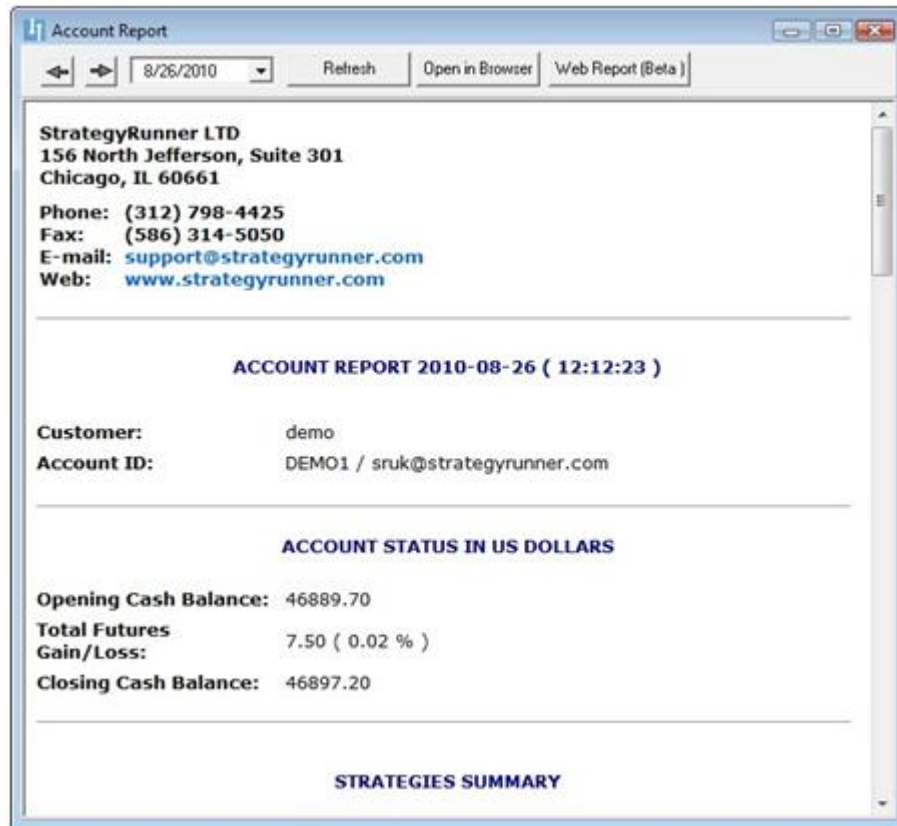 Account Report
8/26/2010 Refresh Open in Browser Web Report (Beta )
StrategyRunner LTD
156 North Jefferson, Suite 301
Chicago, IL 60661
Phone: (312) 798-4425
Fax: (586) 314-5050
E-mail: support@strategyrunner.com
Web: www.strategyrunner.com
ACCOUNT REPORT 2010-08-26 ( 12:12:23 )
Customer: demo
Account ID: DEMO1 / sruk@strategyrunner.com
ACCOUNT STATUS IN US DOLLARS
Opening Cash Balance: 46889.70
Total Futures
Gain/Loss: 7.50 ( 0.02 % )
Closing Cash Balance: 46897.20
STRATEGIES SUMMARY